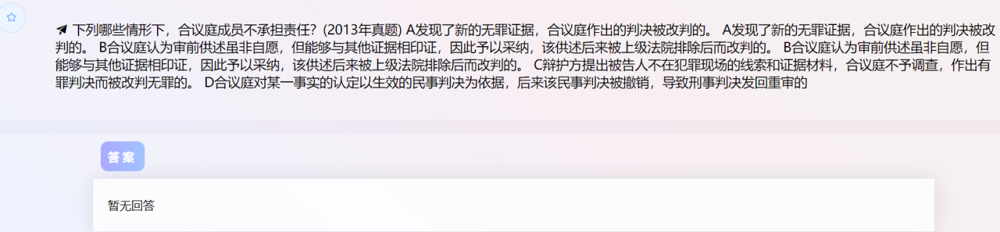 下列哪些情形下，合议庭成员不承担责任？(2013年真题) A发现了新的无罪证据，合议庭作出的判决被改判的。 A发现了新的无罪证据，合议庭作出的判决被改
判的。 B合议庭认为审前供述虽非自愿，但能够与其他证据相印证，因此予以采纳，该供述后来被上级法院排除后而改判的。 B合议庭认为审前供述虽非自愿，但
能够与其他证据相印证，因此予以采纳，该供述后来被上级法院排除后而改判的。 C辩护方提出被告人不在犯罪现场的线索和证据材料，合议庭不予调查，作出有
罪判决而被改判无罪的。 D合议庭对某一事实的认定以生效的民事判决为依据，后来该民事判决被撤销，导致刑事判决发回重审的
答案
暂无回答